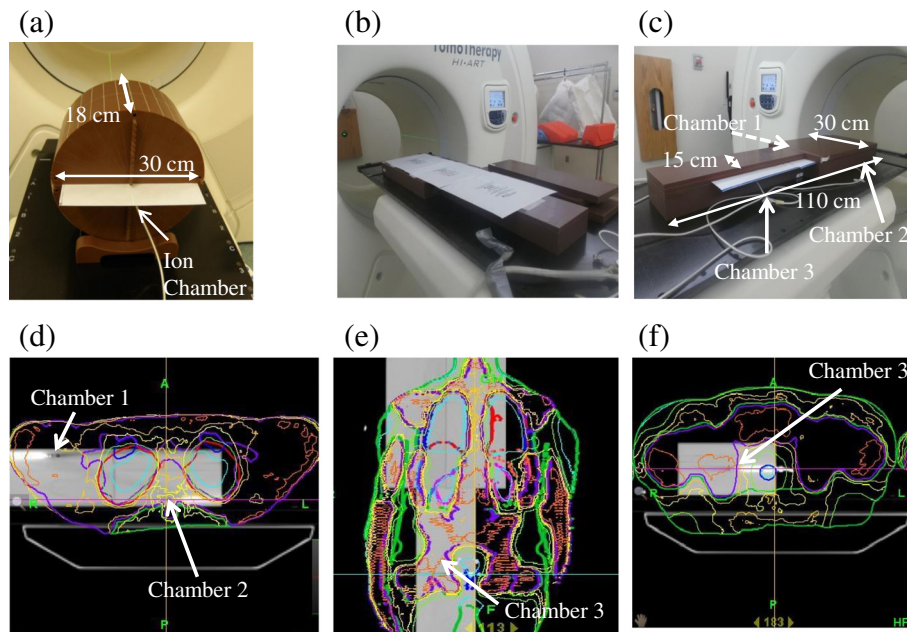 (a)
(b)
(c)
18 cm
30 cm
Ion
Chamber
TomoTherapy
HI-ART
Chamber 1
30 cm
15 cm
110 cm
Chamber 2
Chamber 3
(d)
(e)
(f)
Chamber 1
A
R
L
Chamber 2
P
F
113
Chamber 3
Chamber 3
A
R
L
P
183
HF